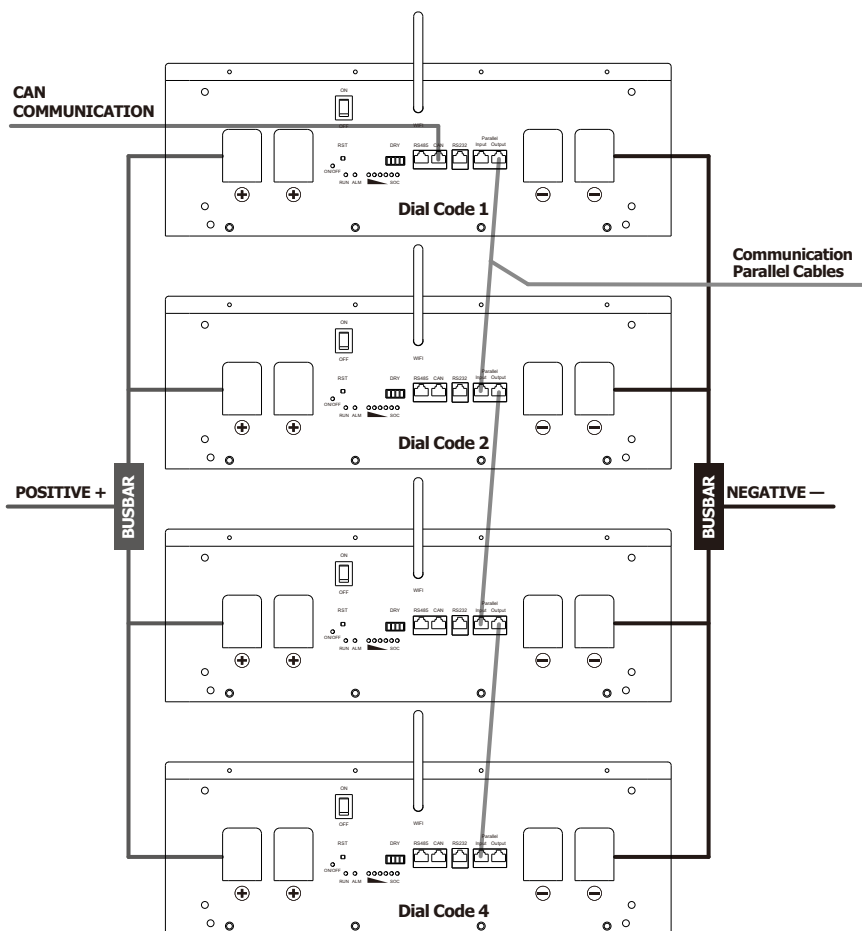 CAN
COMMUNICATION
ON
OFF
WIFI
RST
DRY
RS485 CAN RS232
Parallel
Input Output
ON/OFF
RUN ALM SOC
Dial Code 1
Communication
Parallel Cables
ON
OFF
WIFI
RST
DRY
RS485 CAN RS232
Parallel
Input Output
ON/OFF
RUN ALM SOC
Dial Code 2
POSITIVE +
BUSBAR
BUSBAR
NEGATIVE —
ON
OFF
WIFI
RST
DRY
RS485 CAN RS232
Parallel
Input Output
ON/OFF
RUN ALM SOC
ON
OFF
WIFI
RST
DRY
RS485 CAN RS232
Parallel
Input Output
ON/OFF
RUN ALM SOC
Dial Code 4